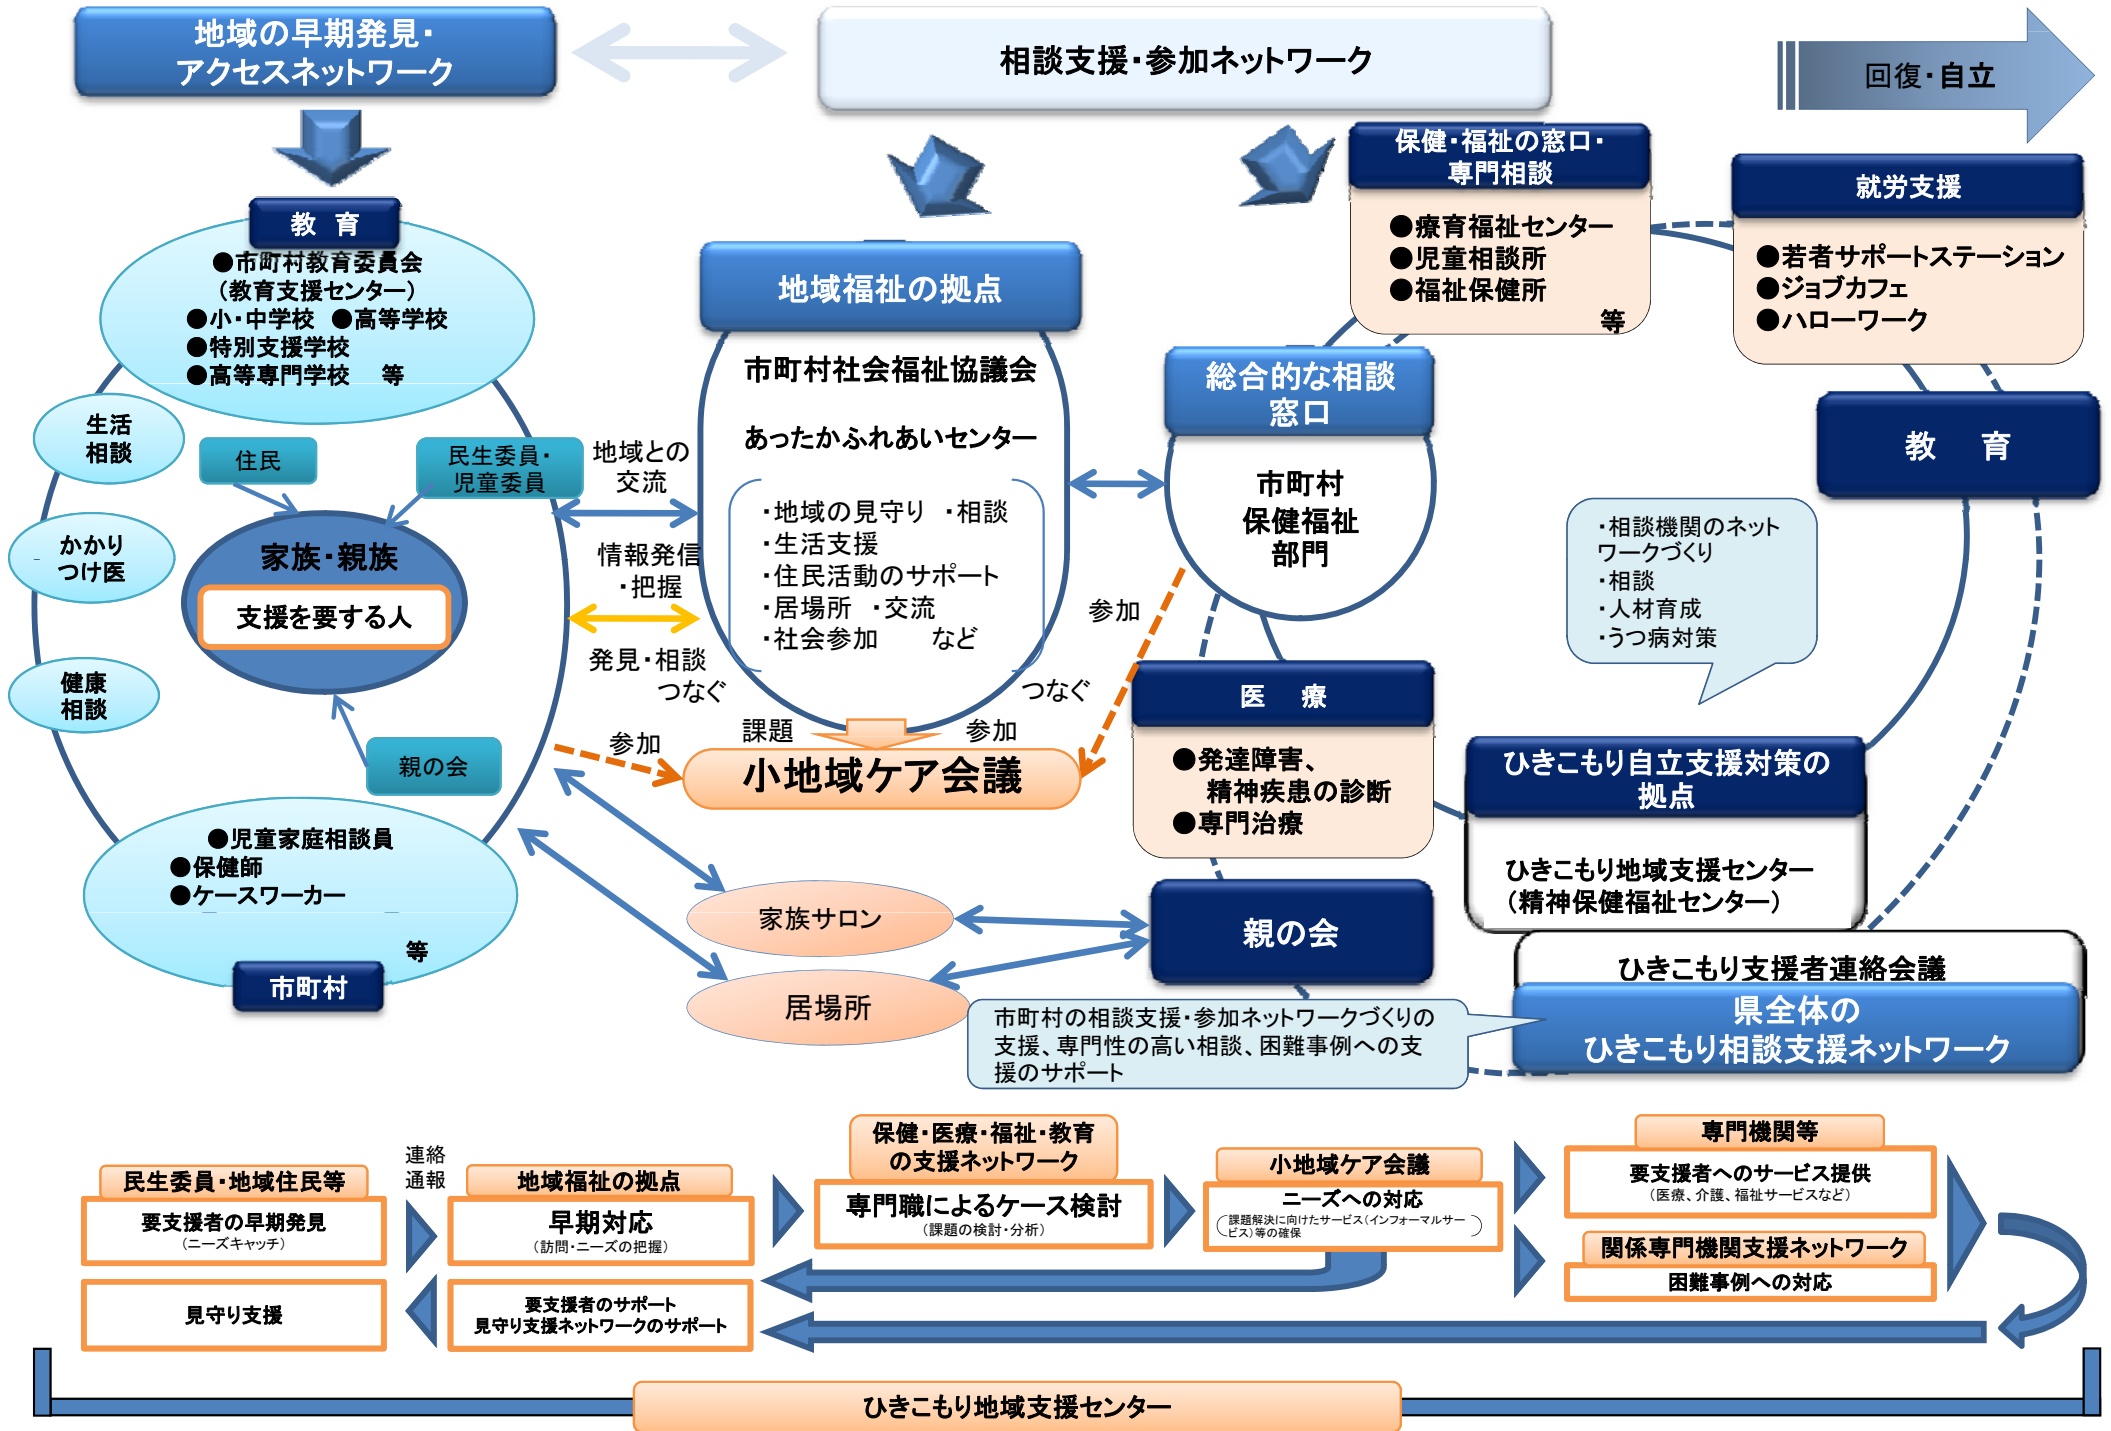 地域の早期発見・
アクセスネットワーク
相談支援・参加ネットワーク
回復・自立
教　育
●市町村教育委員会
（教育支援センター）
●小・中学校　●高等学校
●特別支援学校
●高等専門学校　等
生活
相談
かかり
つけ医
健康
相談
住民
民生委員・
児童委員
家族・親族
支援を要する人
親の会
●児童家庭相談員
●保健師
●ケースワーカー
等
市町村
地域との
交流
情報発信
・把握
発見・相談
つなぐ
参加
地域福祉の拠点
市町村社会福祉協議会
あったかふれあいセンター
・地域の見守り　・相談
・生活支援
・住民活動のサポート
・居場所　・交流
・社会参加　　など
課題
参加
つなぐ
参加
小地域ケア会議
家族サロン
居場所
総合的な相談
窓口
市町村
保健福祉
部門
保健・福祉の窓口・
専門相談
●療育福祉センター
●児童相談所
●福祉保健所
等
就労支援
●若者サポートステーション
●ジョブカフェ
●ハローワーク
教　育
・相談機関のネット
ワークづくり
・相談
・人材育成
・うつ病対策
医　療
●発達障害、
精神疾患の診断
●専門治療
親の会
ひきこもり自立支援対策の
拠点
ひきこもり地域支援センター
（精神保健福祉センター）
ひきこもり支援者連絡会議
県全体の
ひきこもり相談支援ネットワーク
市町村の相談支援・参加ネットワークづくりの
支援、専門性の高い相談、困難事例への支
援のサポート
民生委員・地域住民等
要支援者の早期発見
（ニーズキャッチ）
見守り支援
連絡
通報
地域福祉の拠点
早期対応
（訪問・ニーズの把握）
要支援者のサポート
見守り支援ネットワークのサポート
保健・医療・福祉・教育
の支援ネットワーク
専門職によるケース検討
（課題の検討・分析）
小地域ケア会議
ニーズへの対応
課題解決に向けたサービス（インフォーマルサー
ビス）等の確保
専門機関等
要支援者へのサービス提供
（医療、介護、福祉サービスなど）
関係専門機関支援ネットワーク
困難事例への対応
ひきこもり地域支援センター